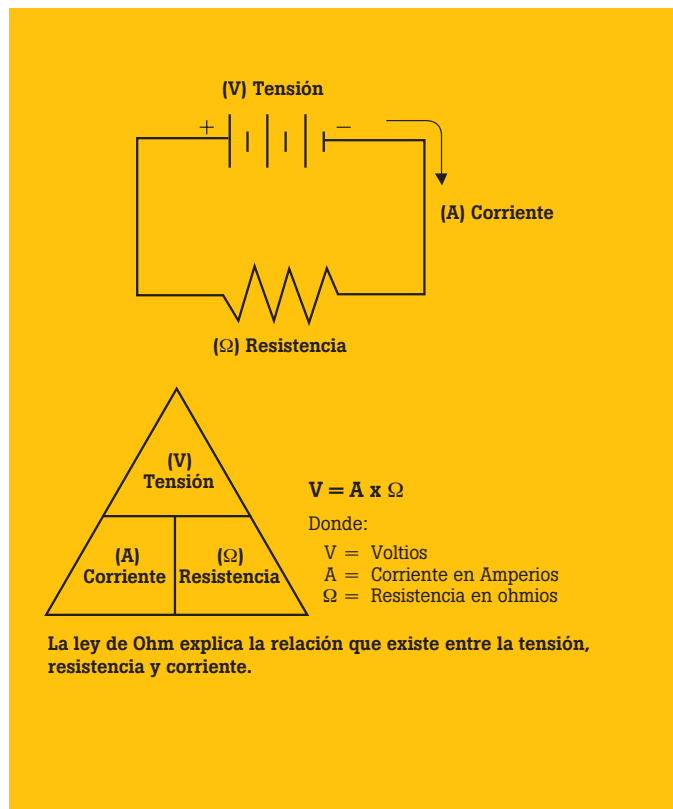 (V) Tensión
+
−
(A) Corriente
(Ω) Resistencia
(V)
Tensión
(A)
Corriente
(Ω)
Resistencia
V = A x Ω
Donde:
V = Voltios
A = Corriente en Amperios
Ω = Resistencia en ohmios
La ley de Ohm explica la relación que existe entre la tensión,
resistencia y corriente.